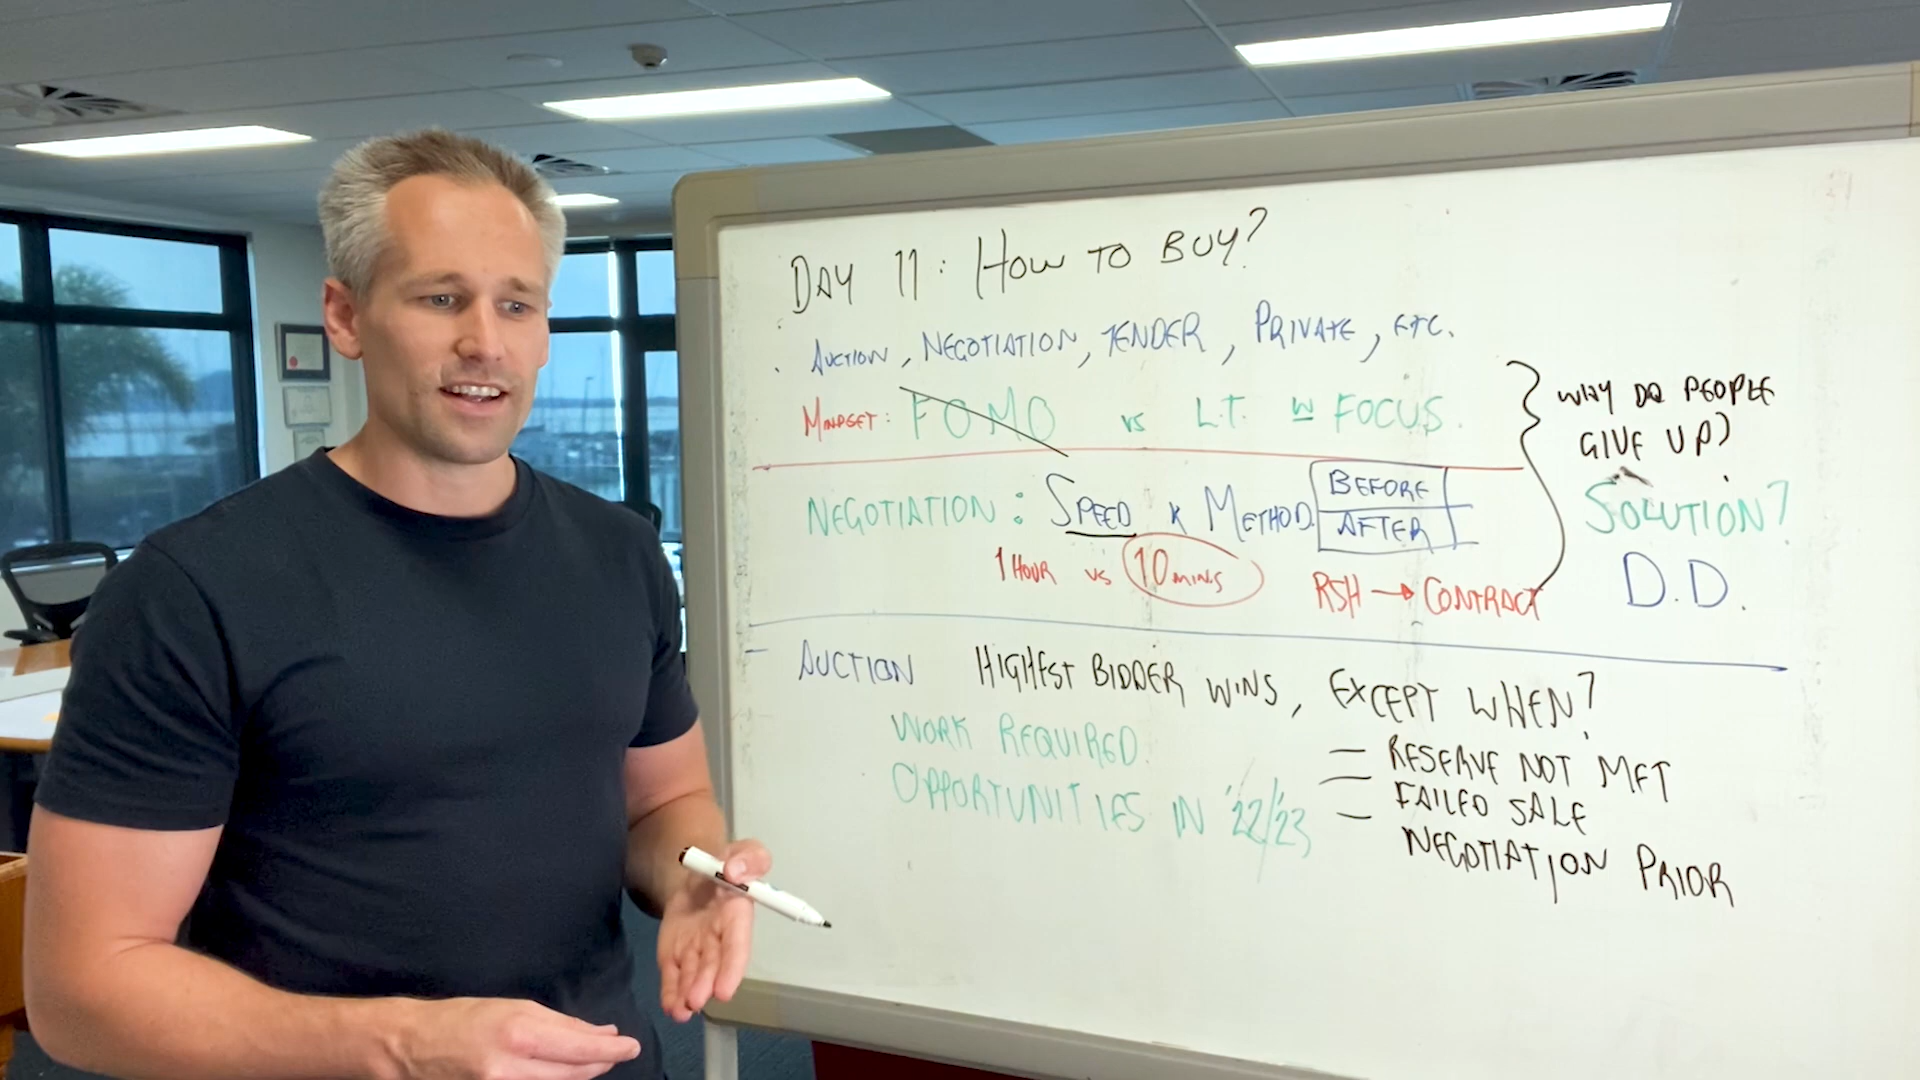 DAY 11: HOW TO BUY?
AUCTION, NEGOTIATION, TENDER, PRIVATE, ETC.
MINDSET: FOMO vs L.T. W FOCUS.
WHY DO PEOPLE
GIVE UP?
NEGOTIATION: SPEED & METHOD.
BEFORE
AFTER
SOLUTION?
1 HOUR vs 10 MINS
RSH → CONTRACT
D.D.
AUCTION HIGHEST BIDDER WINS, EXCEPT WHEN?
WORK REQUIRED.
OPPORTUNITIES IN '22/'23
- RESERVE NOT MET
- FAILED SALE
- NEGOTIATION PRIOR